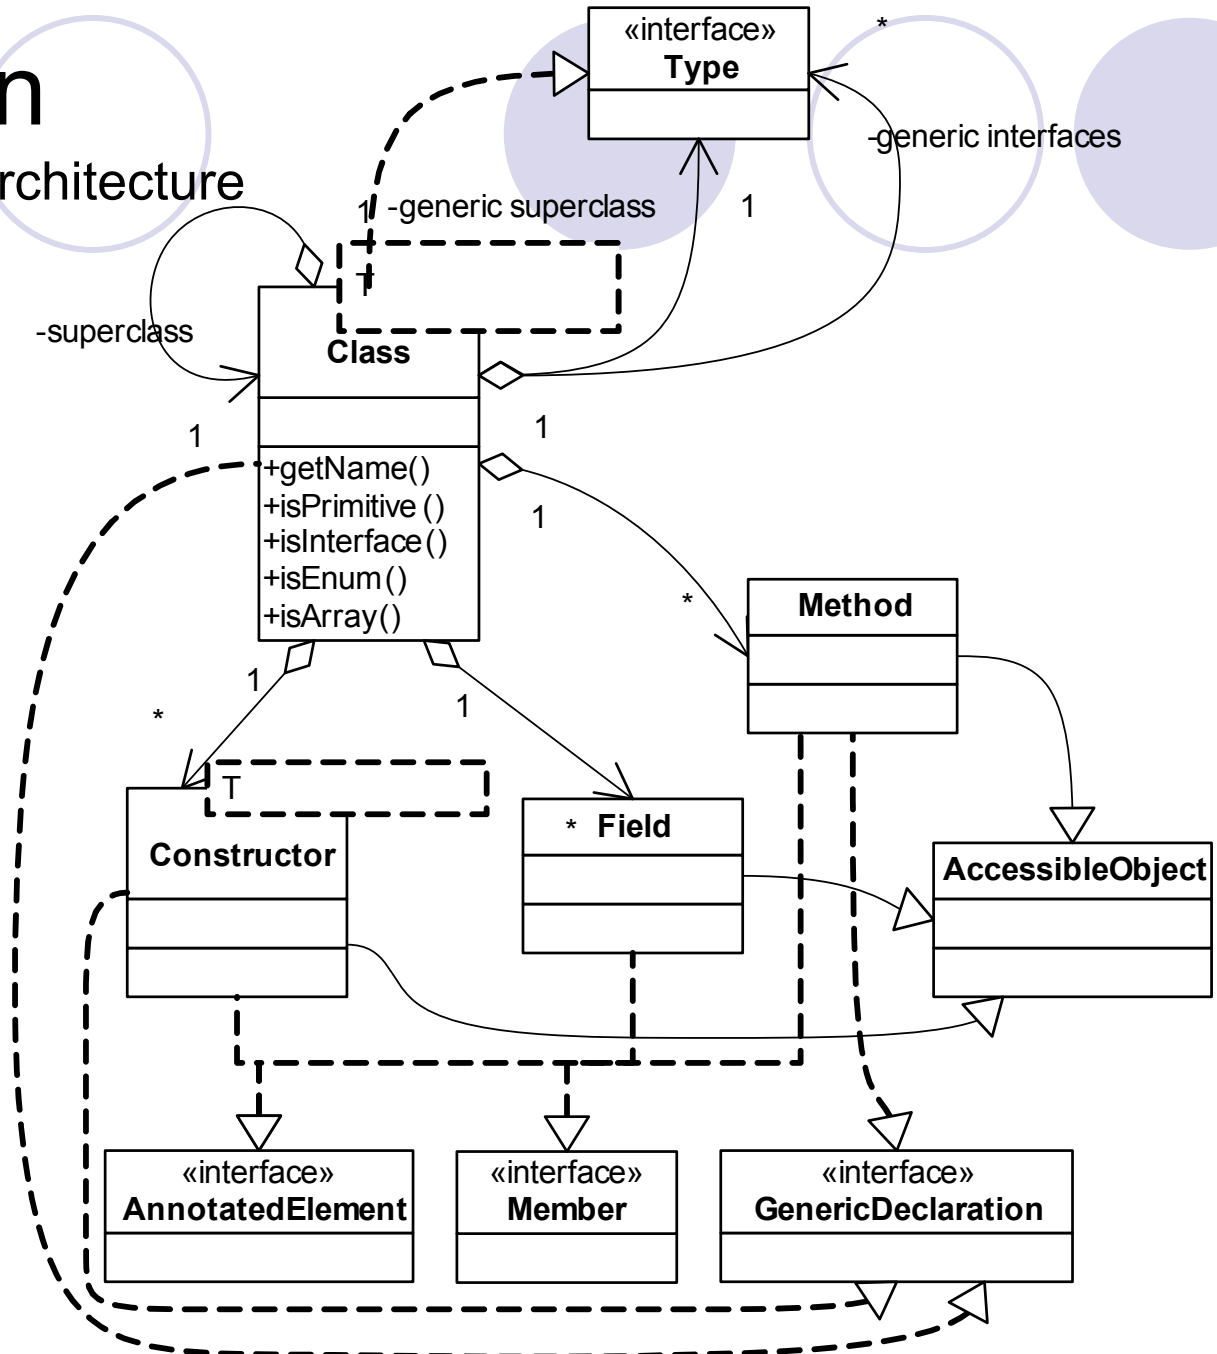 «interface»
Type
*
n
-generic interfaces
rchitecture
1
-generic superclass
1
T
-superclass
Class
1
1
+getName()
+isPrimitive ()
+isInterface()
+isEnum()
+isArray()
1
*
Method
1
1
*
T
* Field
Constructor
AccessibleObject
«interface»
AnnotatedElement
«interface»
Member
«interface»
GenericDeclaration